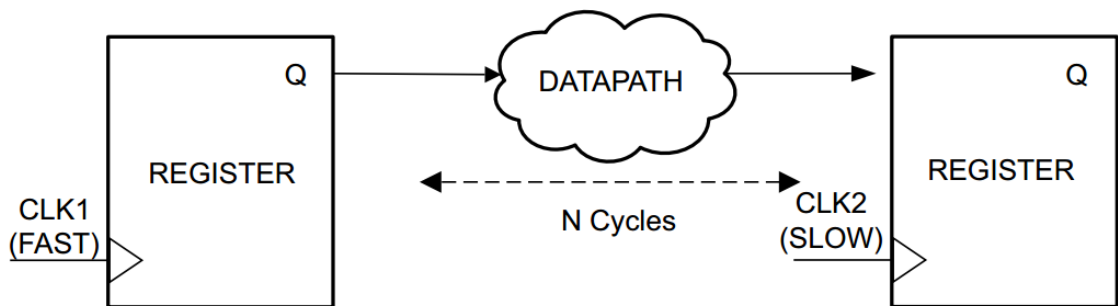 Q
DATAPATH
Q
REGISTER
REGISTER
N Cycles
CLK1
(FAST)
CLK2
(SLOW)